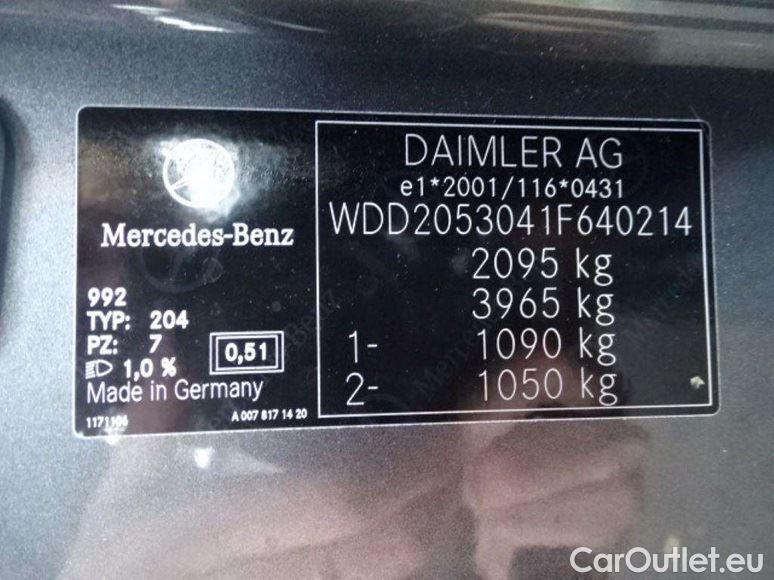 Mercedes-Benz
992
TYP: 204
PZ: 7
1,0 %
0,51
Made in Germany
1171106
A 007 817 14 20
DAIMLER AG
e1*2001/116*0431
WDD2053041F640214
2095 kg
3965 kg
1- 1090 kg
2- 1050 kg
CarOutlet.eu